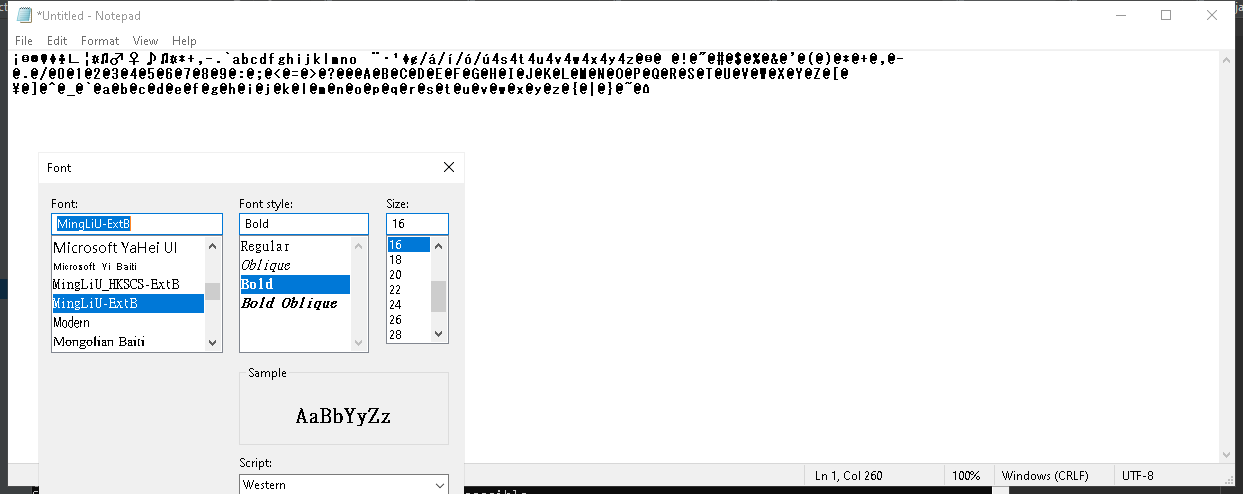 *Untitled - Notepad
File Edit Format View Help
@.@/@0@1@2@3@4@5@6@7@8@9@:@;@<@=@>@?@@@A@B@C@D@E@F@G@H@I@J@K@L@M@N@O@P@Q@R@S@T@U@V@W@X@Y@Z@[@
¥@]@^@_@`@a@b@c@d@e@f@g@h@i@j@k@l@m@n@o@p@q@r@s@t@u@v@w@x@y@z@{@|@}@~@⌂
Font
Font: Font style: Size:
MingLiU-ExtB Bold 16
Microsoft YaHei UI
Microsoft Yi Baiti
MingLiU_HKSCS-ExtB
MingLiU-ExtB
Modern
Mongolian Baiti
Regular
Oblique
Bold
Bold Oblique
16
18
20
22
24
26
28
Sample
AaBbYyZz
Script:
Western
Ln 1, Col 260 100% Windows (CRLF) UTF-8